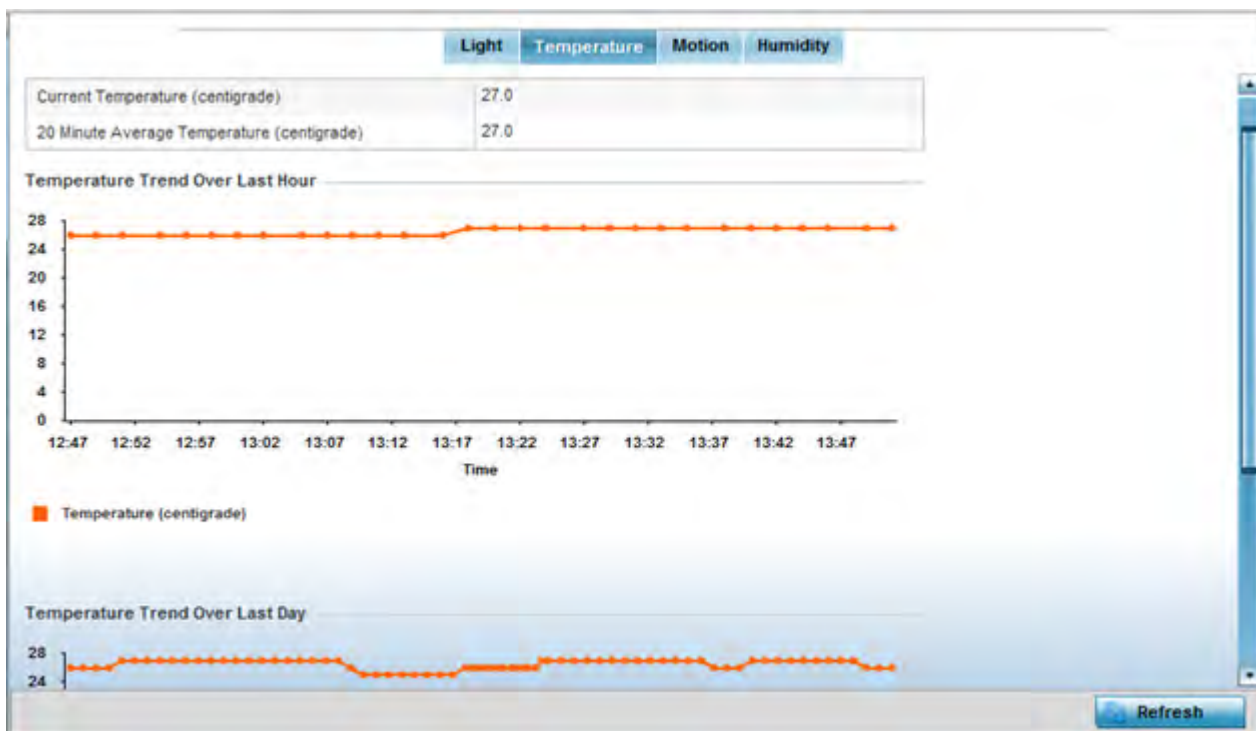 Light Temperature Motion Humidity
Current Temperature (centigrade) 27.0
20 Minute Average Temperature (centigrade) 27.0
Temperature Trend Over Last Hour
28
24
20
16
12
8
4
0
12:47 12:52 12:57 13:02 13:07 13:12 13:17 13:22 13:27 13:32 13:37 13:42 13:47
Time
Temperature (centigrade)
Temperature Trend Over Last Day
28
24
Refresh